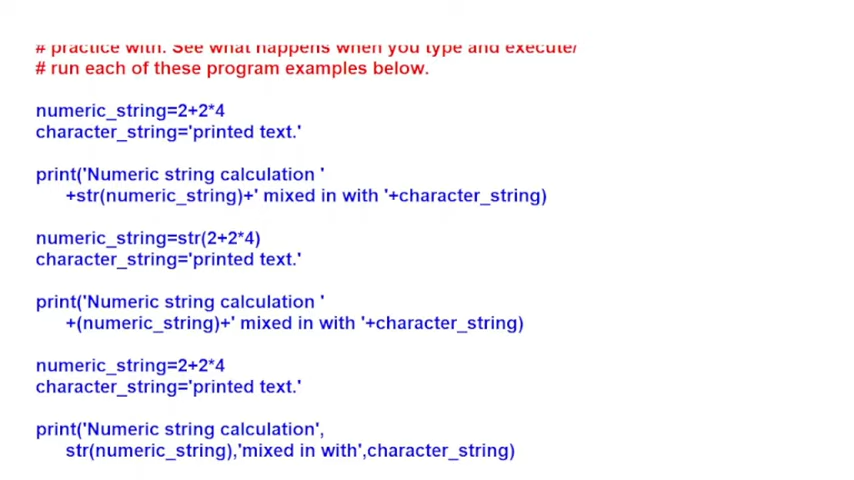 # practice with. See what happens when you type and execute/
# run each of these program examples below.
numeric_string=2+2*4
character_string='printed text.'
print('Numeric string calculation '
+str(numeric_string)+' mixed in with '+character_string)
numeric_string=str(2+2*4)
character_string='printed text.'
print('Numeric string calculation '
+(numeric_string)+' mixed in with '+character_string)
numeric_string=2+2*4
character_string='printed text.'
print('Numeric string calculation',
str(numeric_string),'mixed in with',character_string)